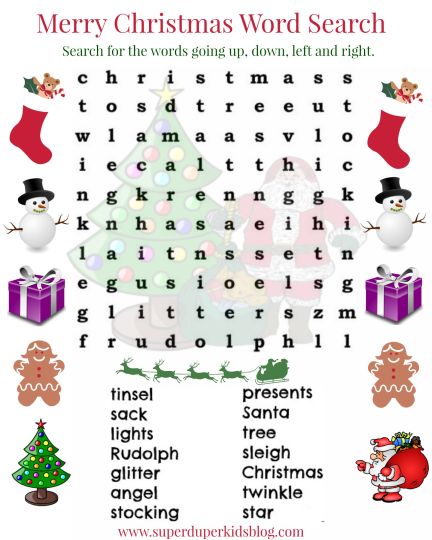 Merry Christmas Word Search
Search for the words going up, down, left and right.
c h r i s t m a s s
t o s d t r e e u t
w l a m a a s v l o
i e c a l t t h i c
n g k r e n n g g k
k n h a s a e i h i
l a i t n s s e t n
e g u s i o e l s g
g l i t t e r s z m
f r u d o l p h l l
tinsel
sack
lights
Rudolph
glitter
angel
stocking
presents
Santa
tree
sleigh
Christmas
twinkle
star
www.superduperkidsblog.com